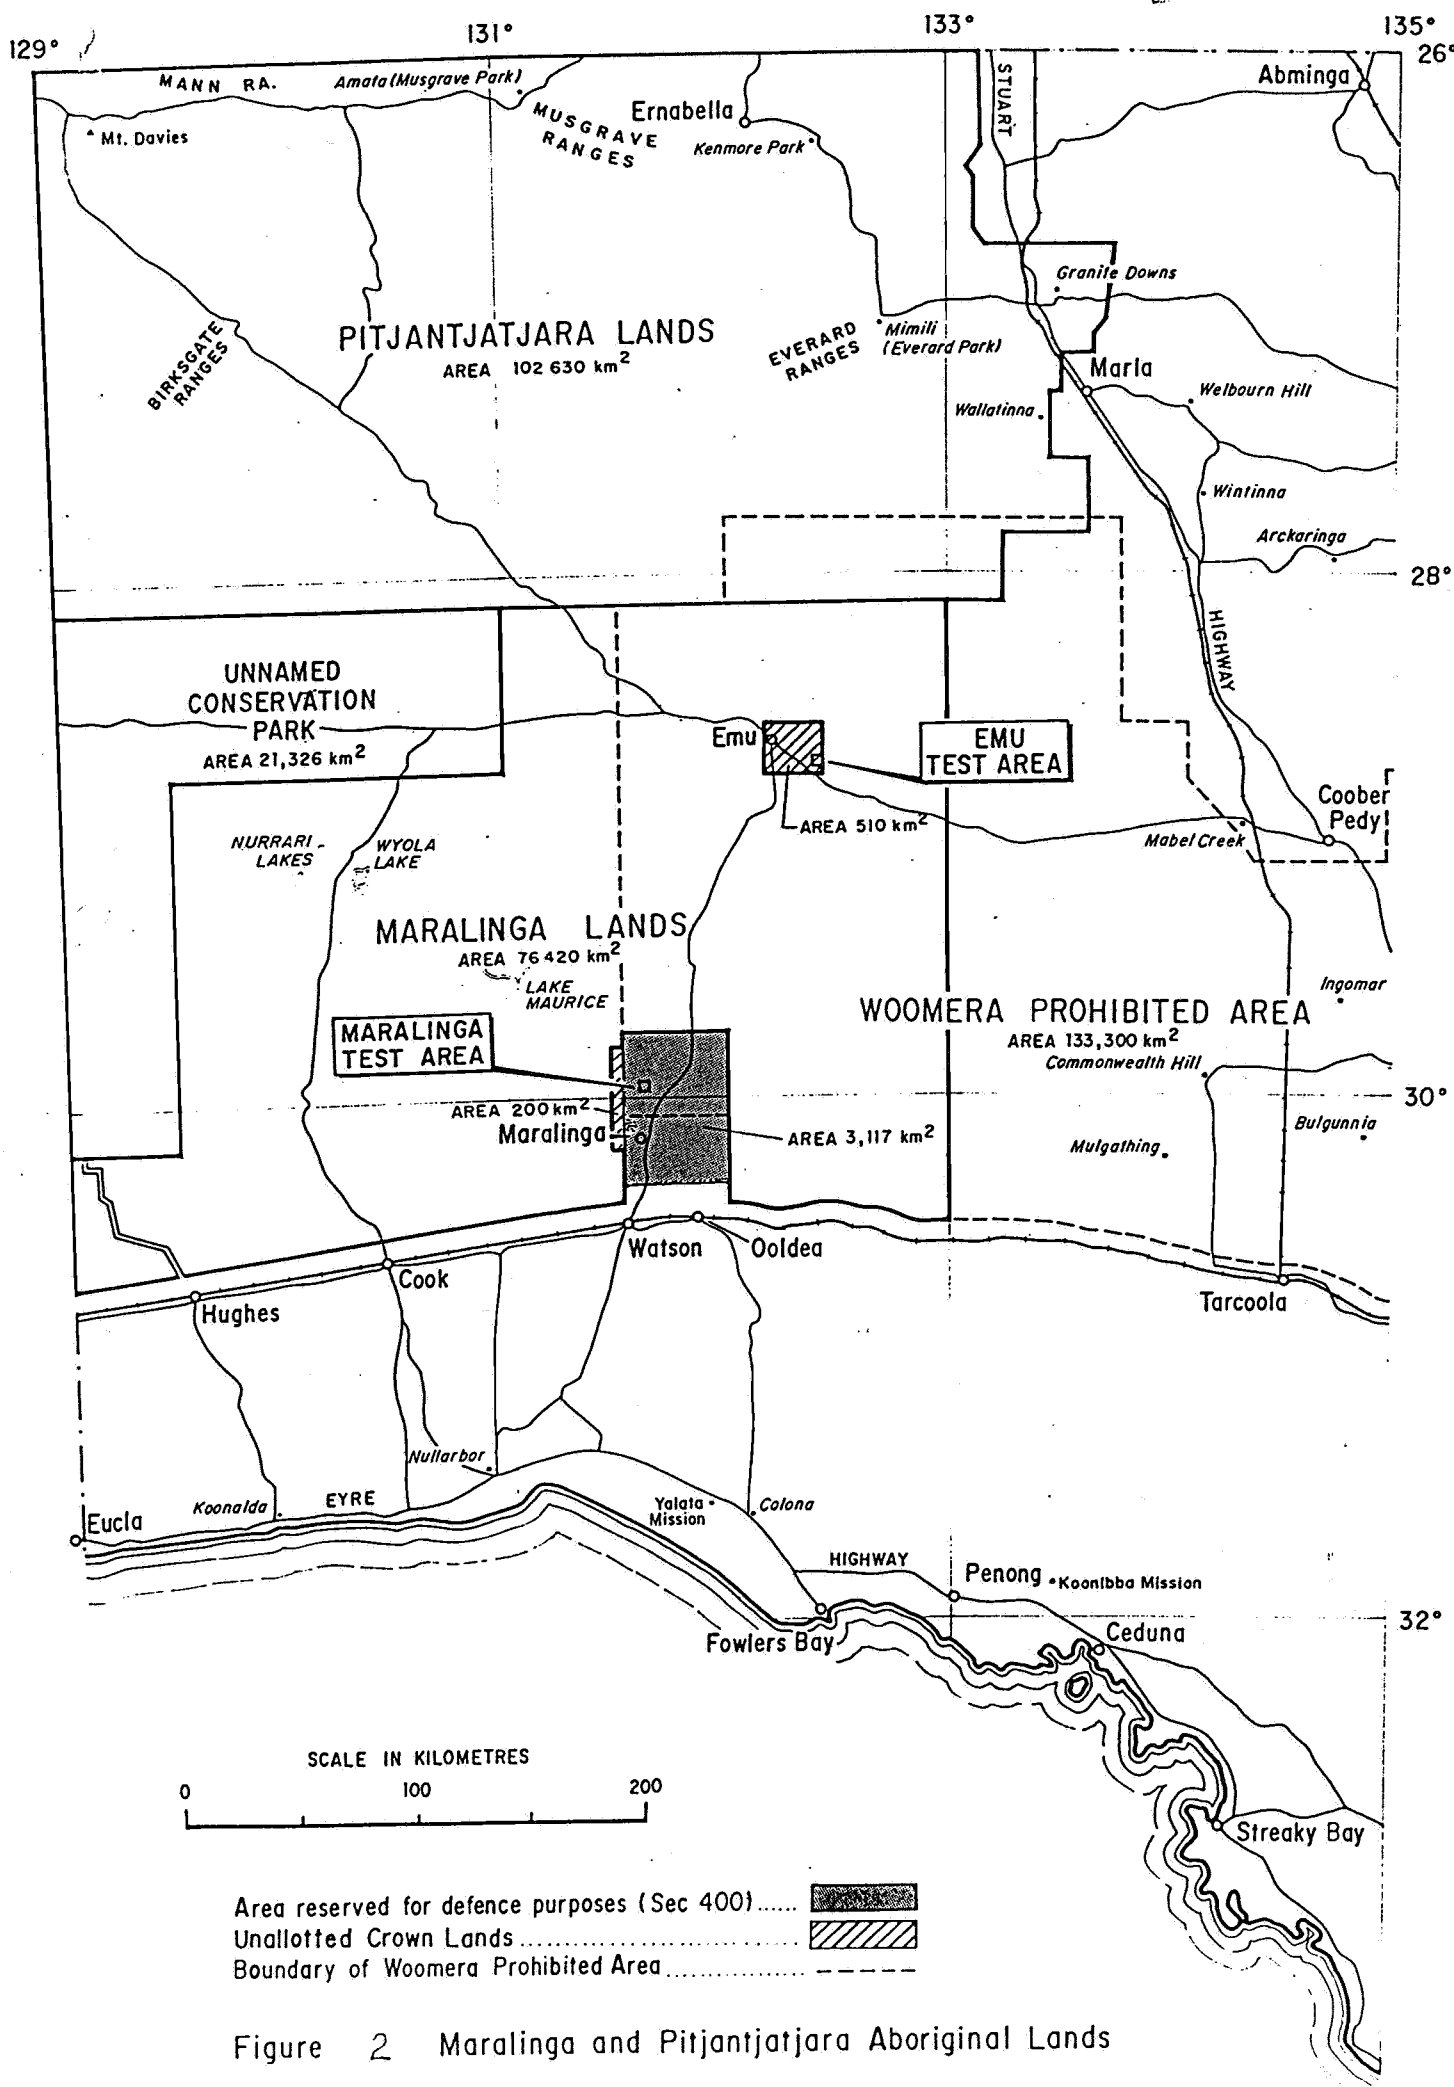 129°
131°
133°
135°
26°
MANN RA.
Amata (Musgrave Park)
Mt. Davies
MUSGRAVE
RANGES
Ernabella
Kenmore Park
STUART
Abminga
Granite Downs
PITJANTJATJARA LANDS
AREA 102 630 km2
BIRKSGATE
RANGES
EVERARD
RANGES
Mimili
(Everard Park)
Marla
Welbourn Hill
Wallatinna
Wintinna
Arckaringa
28°
HIGHWAY
UNNAMED
CONSERVATION
PARK
AREA 21,326 km2
Emu
EMU
TEST AREA
AREA 510 km2
Coober
Pedy
Mabel Creek
NURRARI
LAKES
WYOLA
LAKE
MARALINGA LANDS
AREA 76 420 km2
LAKE
MAURICE
Ingomar
WOOMERA PROHIBITED AREA
AREA 133,300 km2
MARALINGA
TEST AREA
Commonwealth Hill
30°
AREA 200 km2
Maralinga
AREA 3,117 km2
Bulgunnia
Mulgathing
Watson
Ooldea
Cook
Hughes
Tarcoola
Nullarbor
Koonalda
EYRE
Yalata
Mission
Colona
Eucla
HIGHWAY
Penong
Koonibba Mission
32°
Fowlers Bay
Ceduna
Streaky Bay
SCALE IN KILOMETRES
0 100 200
Area reserved for defence purposes (Sec 400)......
Unallotted Crown Lands............................
Boundary of Woomera Prohibited Area...............
Figure 2 Maralinga and Pitjantjatjara Aboriginal Lands